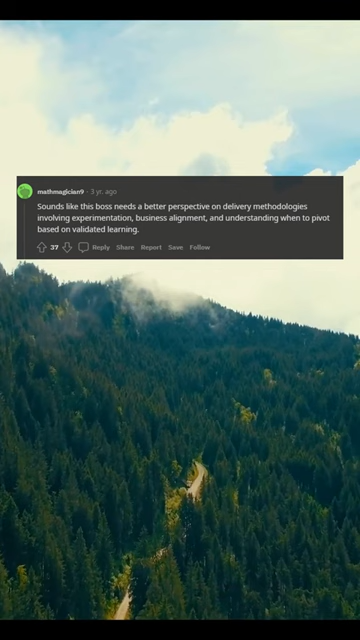 mathmagician9 · 3 yr. ago
Sounds like this boss needs a better perspective on delivery methodologies
involving experimentation, business alignment, and understanding when to pivot
based on validated learning.
37 Reply Share Report Save Follow